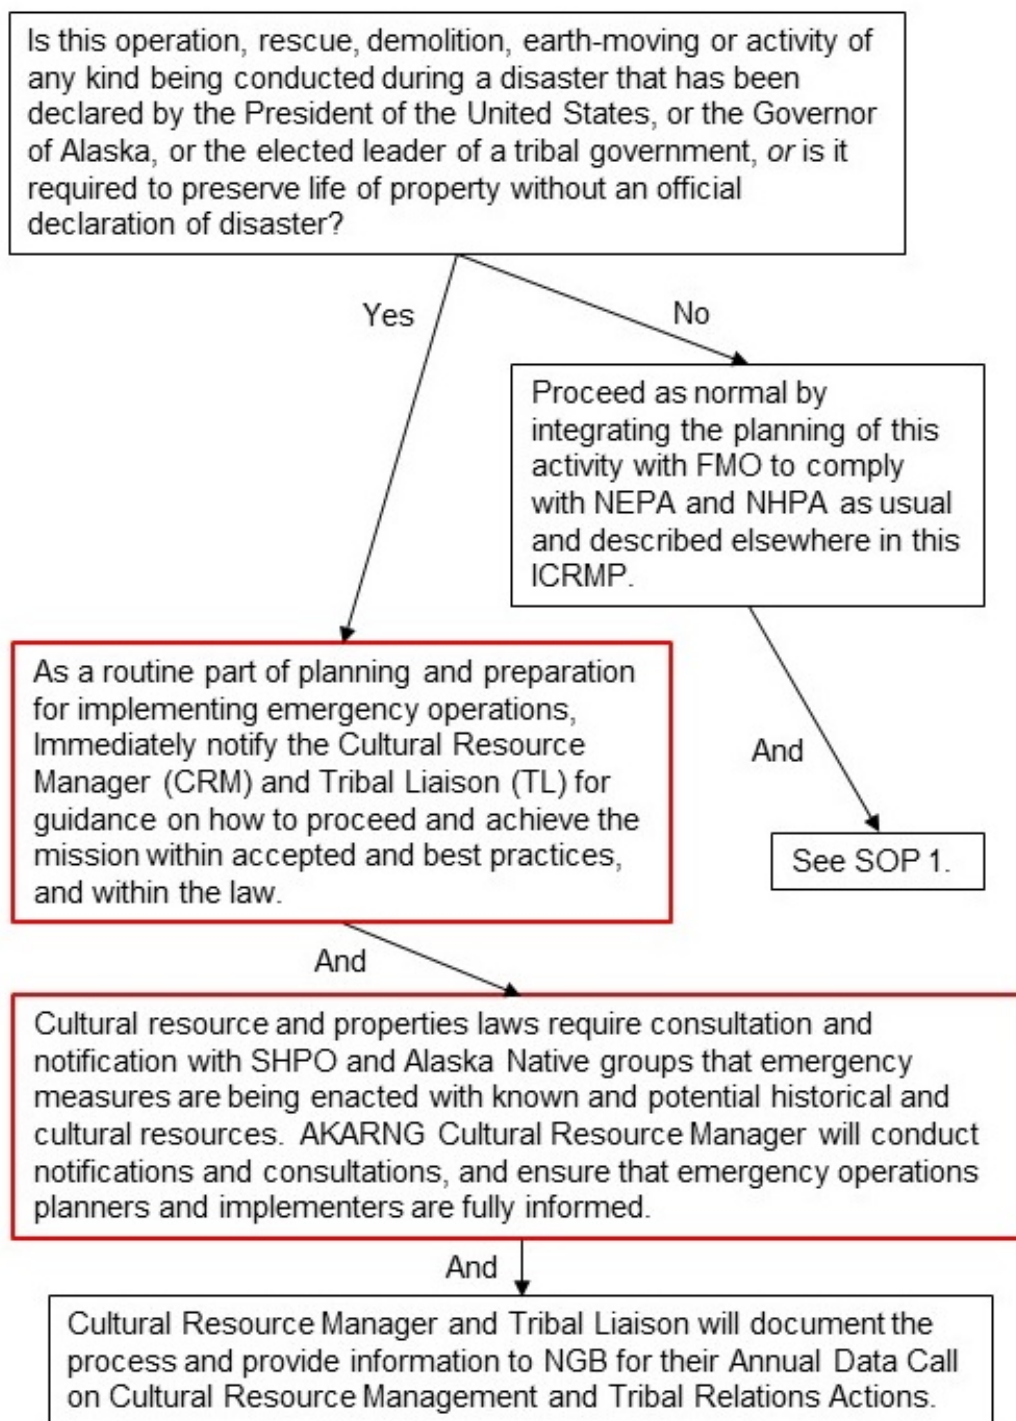 Is this operation, rescue, demolition, earth-moving or activity of
any kind being conducted during a disaster that has been
declared by the President of the United States, or the Governor
of Alaska, or the elected leader of a tribal government, or is it
required to preserve life of property without an official
declaration of disaster?
Yes
No
Proceed as normal by
integrating the planning of this
activity with FMO to comply
with NEPA and NHPA as usual
and described elsewhere in this
ICRMP.
As a routine part of planning and preparation
for implementing emergency operations,
Immediately notify the Cultural Resource
Manager (CRM) and Tribal Liaison (TL) for
guidance on how to proceed and achieve the
mission within accepted and best practices,
and within the law.
And
See SOP 1.
And
Cultural resource and properties laws require consultation and
notification with SHPO and Alaska Native groups that emergency
measures are being enacted with known and potential historical and
cultural resources.  AKARNG Cultural Resource Manager will conduct
notifications and consultations, and ensure that emergency operations
planners and implementers are fully informed.
And
Cultural Resource Manager and Tribal Liaison will document the
process and provide information to NGB for their Annual Data Call
on Cultural Resource Management and Tribal Relations Actions.